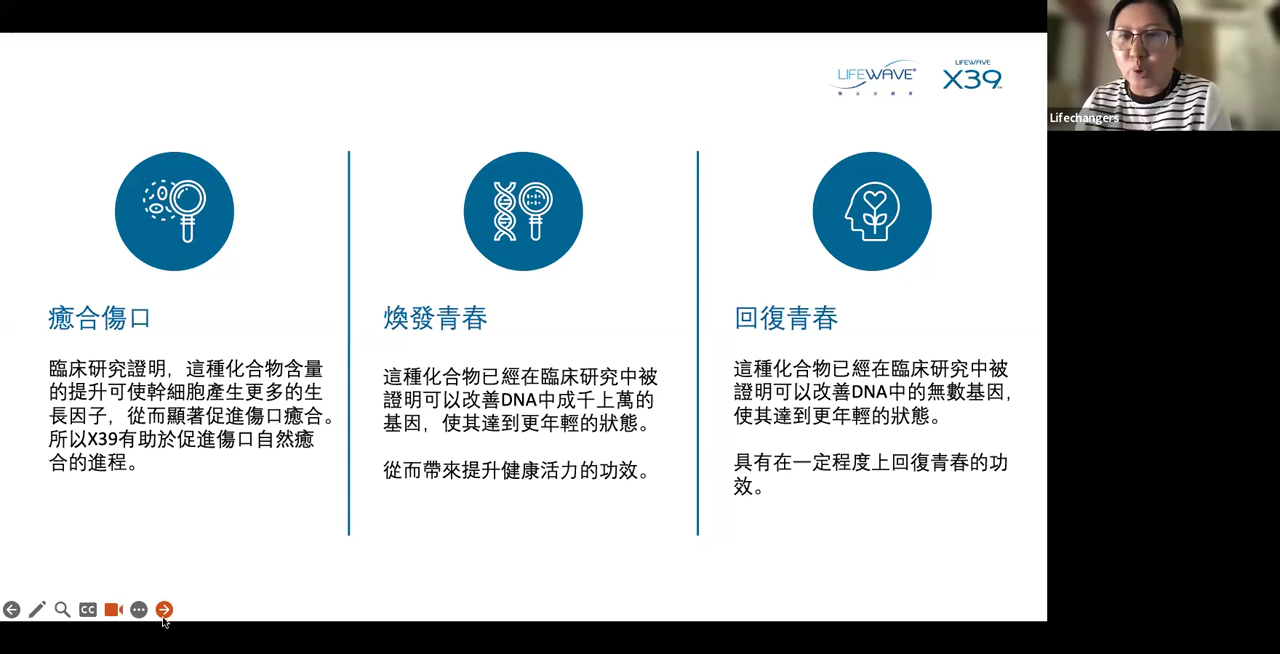 LIFEWAVE®
LIFEWAVE
X39
Lifechangers
癒合傷口
臨床研究證明，這種化合物含量
的提升可使幹細胞產生更多的生
長因子，從而顯著促進傷口癒合。
所以X39有助於促進傷口自然癒
合的進程。
煥發青春
這種化合物已經在臨床研究中被
證明可以改善DNA中成千上萬的
基因，使其達到更年輕的狀態。
從而帶來提升健康活力的功效。
回復青春
這種化合物已經在臨床研究中被
證明可以改善DNA中的無數基因，
使其達到更年輕的狀態。
具有在一定程度上回復青春的功
效。
CC